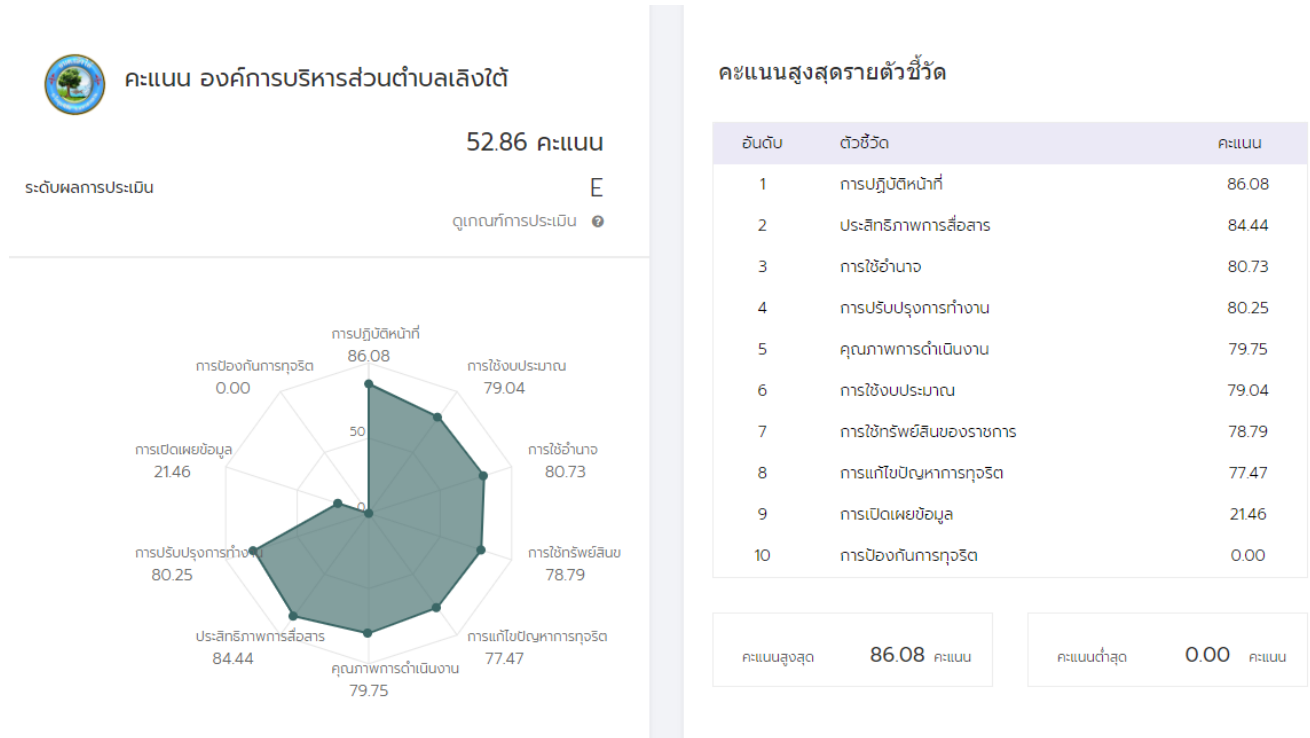 คะแนน องค์การบริหารส่วนตำบลเลิงใต้
52.86 คะแนน
ระดับผลการประเมิน E
ดูเกณฑ์การประเมิน
การปฏิบัติหน้าที่
86.08
การป้องกันการทุจริต
0.00
การใช้งบประมาณ
79.04
50
การเปิดเผยข้อมูล
21.46
การใช้อำนาจ
80.73
0
การปรับปรุงการทำงาน
80.25
การใช้ทรัพย์สินข
78.79
ประสิทธิภาพการสื่อสาร
84.44
การแก้ไขปัญหาการทุจริต
77.47
คุณภาพการดำเนินงาน
79.75
คะแนนสูงสุดรายตัวชี้วัด
อันดับ ตัวชี้วัด คะแนน
1 การปฏิบัติหน้าที่ 86.08
2 ประสิทธิภาพการสื่อสาร 84.44
3 การใช้อำนาจ 80.73
4 การปรับปรุงการทำงาน 80.25
5 คุณภาพการดำเนินงาน 79.75
6 การใช้งบประมาณ 79.04
7 การใช้ทรัพย์สินของราชการ 78.79
8 การแก้ไขปัญหาการทุจริต 77.47
9 การเปิดเผยข้อมูล 21.46
10 การป้องกันการทุจริต 0.00
คะแนนสูงสุด 86.08 คะแนน
คะแนนต่ำสุด 0.00 คะแนน